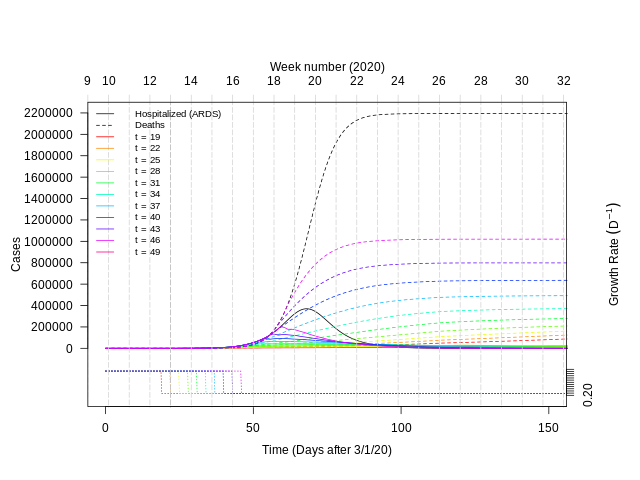 Week number (2020)
9 10 12 14 16 18 20 22 24 26 28 30 32
2200000
2000000
1800000
1600000
1400000
1200000
1000000
800000
600000
400000
200000
0
Cases
Hospitalized (ARDS)
Deaths
t = 19
t = 22
t = 25
t = 28
t = 31
t = 34
t = 37
t = 40
t = 43
t = 46
t = 49
Growth Rate (D⁻¹)
0.20
0 50 100 150
Time (Days after 3/1/20)